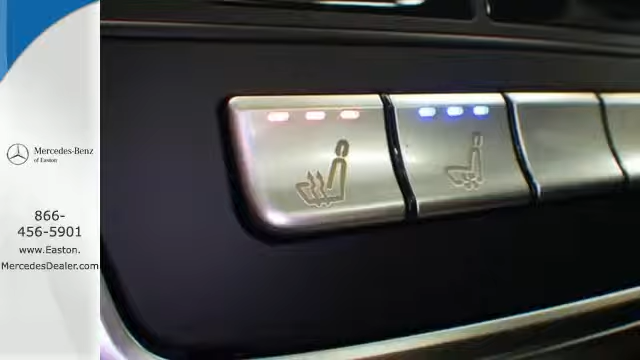 Mercedes-Benz
of Easton
866-
456-5901
www.Easton.
MercedesDealer.com